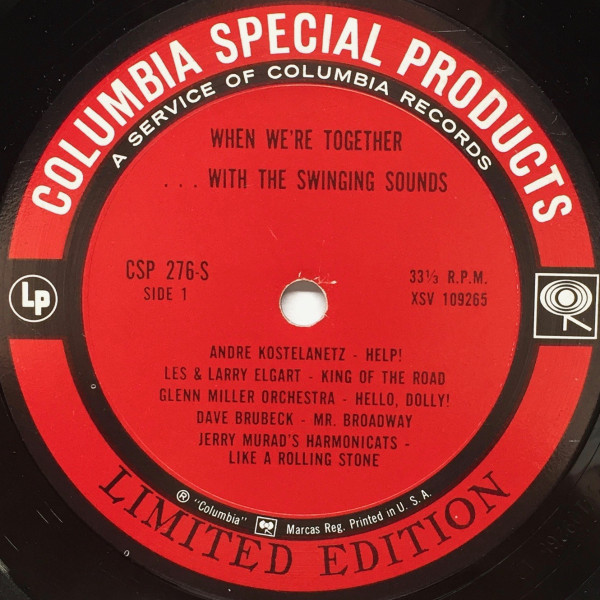 COLUMBIA SPECIAL PRODUCTS
A SERVICE OF COLUMBIA RECORDS
WHEN WE'RE TOGETHER
. . . WITH THE SWINGING SOUNDS
CSP 276-S
SIDE 1
33⅓ R.P.M.
XSV 109265
Lp
ANDRE KOSTELANETZ - HELP!
LES & LARRY ELGART - KING OF THE ROAD
GLENN MILLER ORCHESTRA - HELLO, DOLLY!
DAVE BRUBECK - MR. BROADWAY
JERRY MURAD'S HARMONICATS -
LIKE A ROLLING STONE
® "Columbia" Marcas Reg. Printed in U. S. A.
LIMITED EDITION